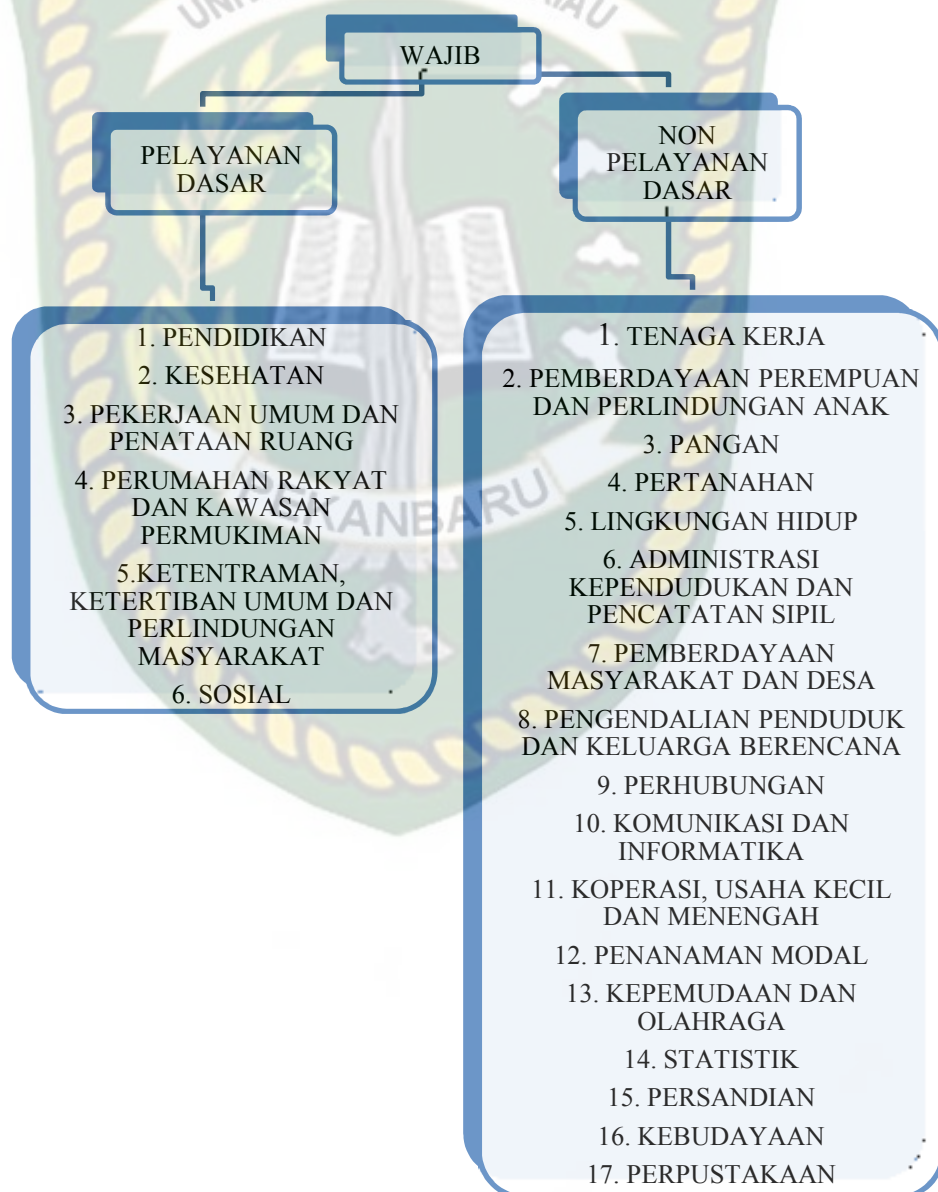 WAJIB
PELAYANAN
DASAR
NON
PELAYANAN
DASAR
1. PENDIDIKAN
2. KESEHATAN
3. PEKERJAAN UMUM DAN
PENATAAN RUANG
4. PERUMAHAN RAKYAT
DAN KAWASAN
PERMUKIMAN
5.KETENTRAMAN,
KETERTIBAN UMUM DAN
PERLINDUNGAN
MASYARAKAT
6. SOSIAL
1. TENAGA KERJA
2. PEMBERDAYAAN PEREMPUAN
DAN PERLINDUNGAN ANAK
3. PANGAN
4. PERTANAHAN
5. LINGKUNGAN HIDUP
6. ADMINISTRASI
KEPENDUDUKAN DAN
PENCATATAN SIPIL
7. PEMBERDAYAAN
MASYARAKAT DAN DESA
8. PENGENDALIAN PENDUDUK
DAN KELUARGA BERENCANA
9. PERHUBUNGAN
10. KOMUNIKASI DAN
INFORMATIKA
11. KOPERASI, USAHA KECIL
DAN MENENGAH
12. PENANAMAN MODAL
13. KEPEMUDAAN DAN
OLAHRAGA
14. STATISTIK
15. PERSANDIAN
16. KEBUDAYAAN
17. PERPUSTAKAAN
PEKANBARU